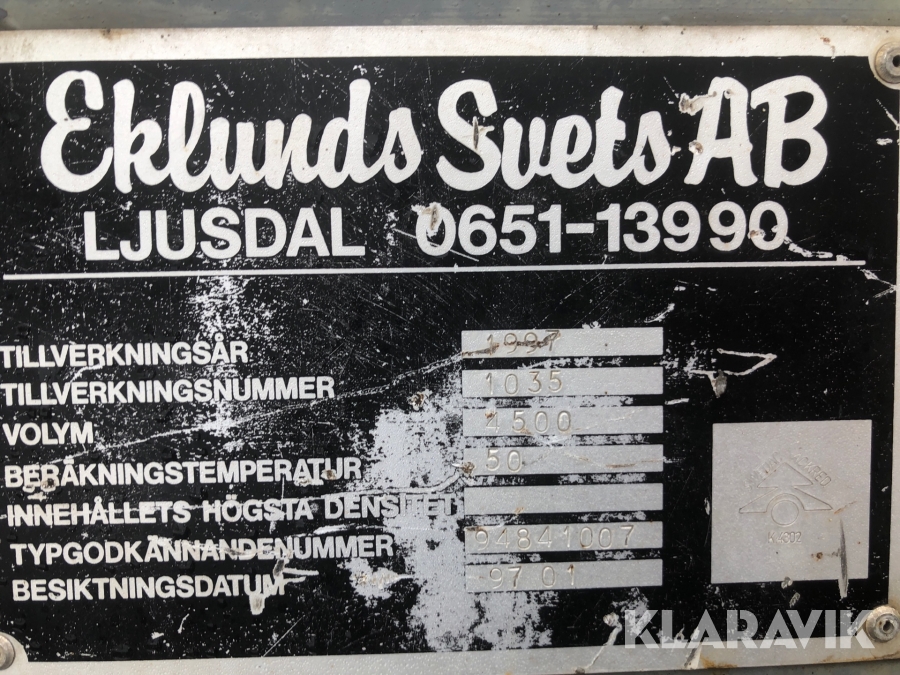 Eklunds Svets AB
LJUSDAL 0651-13990
TILLVERKNINGSÅR 1997
TILLVERKNINGSNUMMER 1035
VOLYM 4500
BERÄKNINGSTEMPERATUR 50
INNEHÅLLETS HÖGSTA DENSITET
TYPGODKÄNNANDENUMMER 94841007
BESIKTNINGSDATUM 97 01
KLARAVIK